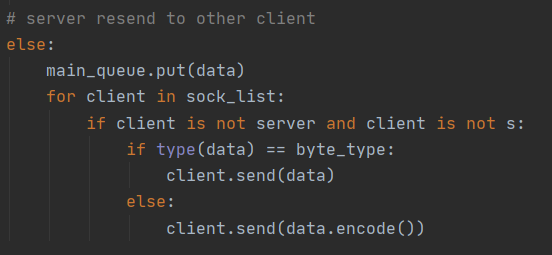 # server resend to other client
else:
    main_queue.put(data)
    for client in sock_list:
        if client is not server and client is not s:
            if type(data) == byte_type:
                client.send(data)
            else:
                client.send(data.encode())